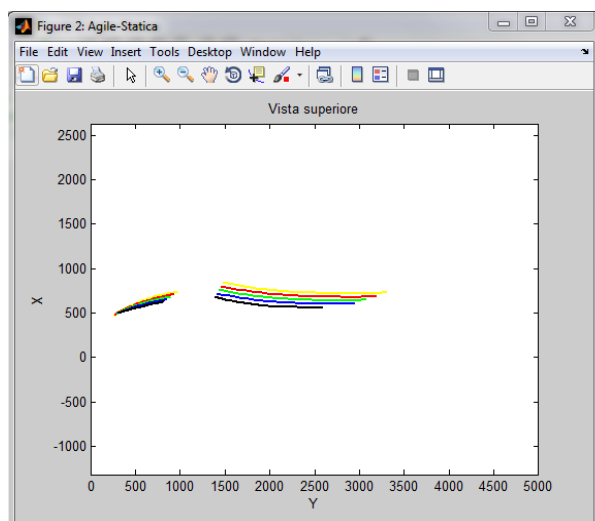 Figure 2: Agile-Statica
File Edit View Insert Tools Desktop Window Help
Vista superiore
2500
2000
1500
1000
500
0
-500
-1000
X
0 500 1000 1500 2000 2500 3000 3500 4000 4500 5000
Y